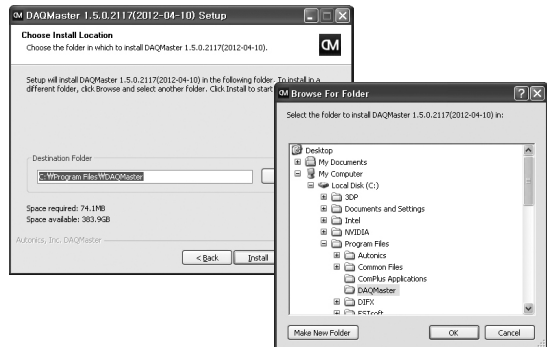 DAQMaster 1.5.0.2117(2012-04-10) Setup
Choose Install Location
Choose the folder in which to install DAQMaster 1.5.0.2117(2012-04-10).
Setup will install DAQMaster 1.5.0.2117(2012-04-10) in the following folder. To install in a
different folder, click Browse and select another folder. Click Install to start
Destination Folder
C:₩Program Files₩DAQMaster
Space required: 74.1MB
Space available: 383.9GB
Autonics, Inc. DAQMaster
< Back
Install
Browse For Folder
Select the folder to install DAQMaster 1.5.0.2117(2012-04-10) in:
Desktop
My Documents
My Computer
Local Disk (C:)
3DP
Documents and Settings
Intel
NVIDIA
Program Files
Autonics
Common Files
ComPlus Applications
DAQMaster
DIFX
ESTsoft
Make New Folder
OK
Cancel